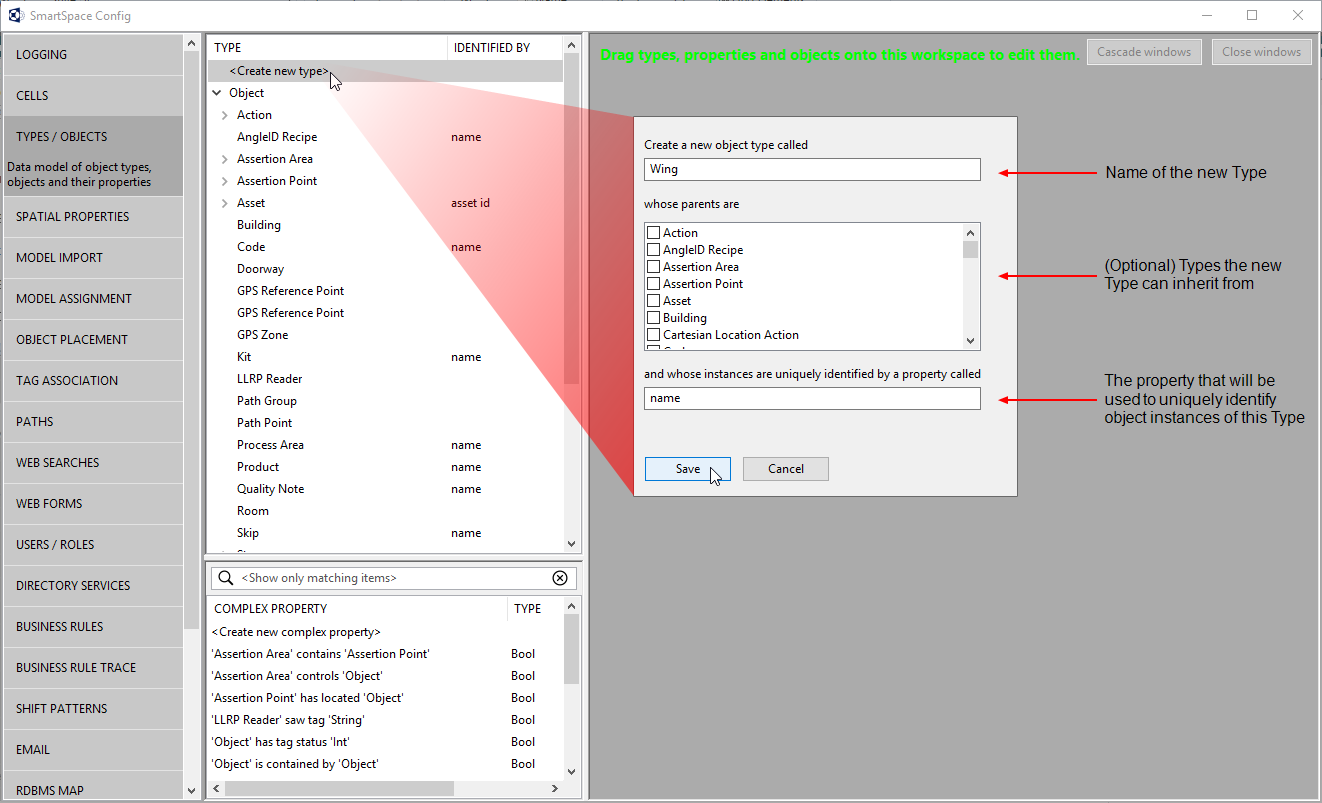 SmartSpace Config
LOGGING
CELLS
TYPES / OBJECTS
Data model of object types,
objects and their properties
SPATIAL PROPERTIES
MODEL IMPORT
MODEL ASSIGNMENT
OBJECT PLACEMENT
TAG ASSOCIATION
PATHS
WEB SEARCHES
WEB FORMS
USERS / ROLES
DIRECTORY SERVICES
BUSINESS RULES
BUSINESS RULE TRACE
SHIFT PATTERNS
EMAIL
RDBMS MAP
TYPE IDENTIFIED BY
<Create new type>
Object
Action
AngleID Recipe name
Assertion Area
Assertion Point
Asset asset id
Building
Code name
Doorway
GPS Reference Point
GPS Reference Point
GPS Zone
Kit name
LLRP Reader
Path Group
Path Point
Process Area name
Product name
Quality Note name
Room
Skip name
<Show only matching items>
COMPLEX PROPERTY TYPE
<Create new complex property>
'Assertion Area' contains 'Assertion Point' Bool
'Assertion Area' controls 'Object' Bool
'Assertion Point' has located 'Object' Bool
'LLRP Reader' saw tag 'String' Bool
'Object' has tag status 'Int' Bool
'Object' is contained by 'Object' Bool
Drag types, properties and objects onto this workspace to edit them.
Cascade windows
Close windows
Create a new object type called
Wing
whose parents are
Action
AngleID Recipe
Assertion Area
Assertion Point
Asset
Building
Cartesian Location Action
and whose instances are uniquely identified by a property called
name
Save
Cancel
Name of the new Type
(Optional) Types the new
Type can inherit from
The property that will be
used to uniquely identify
object instances of this Type